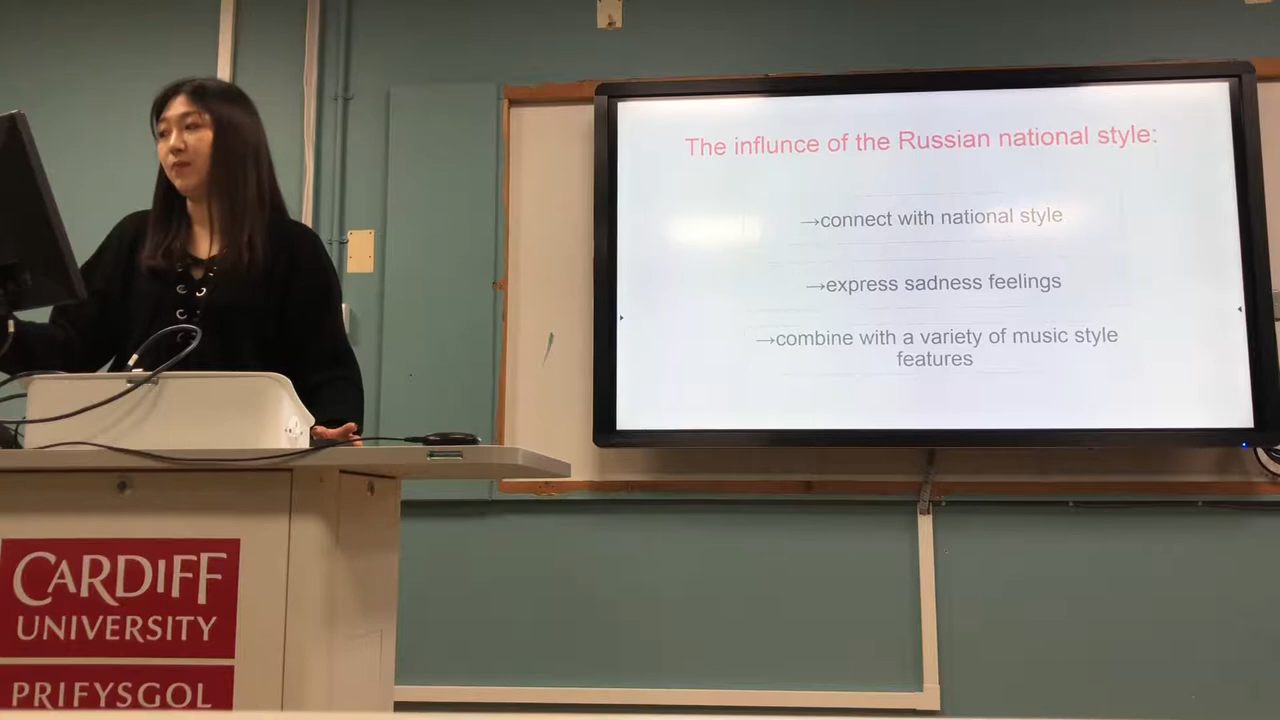 The influnce of the Russian national style:
→connect with national style
→express sadness feelings
→combine with a variety of music style
features
CARDIFF
UNIVERSITY
PRIFYSGOL